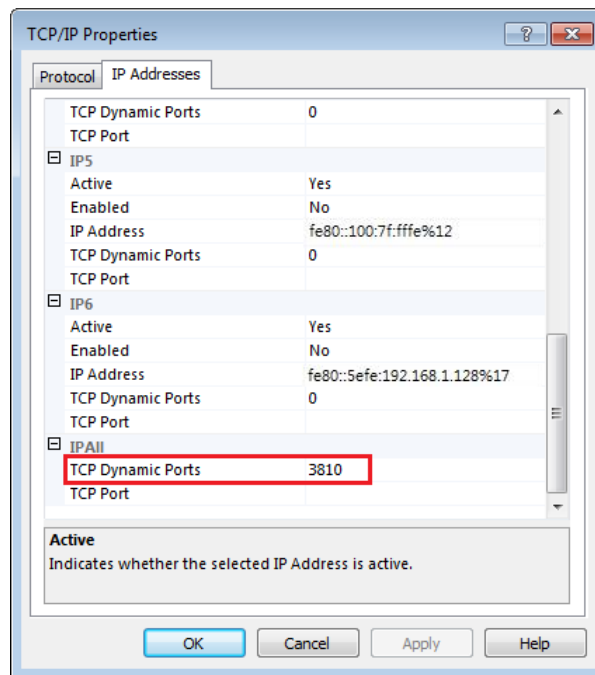 TCP/IP Properties
Protocol IP Addresses
TCP Dynamic Ports 0
TCP Port
IP5
Active Yes
Enabled No
IP Address fe80::100:7f:fffe%12
TCP Dynamic Ports 0
TCP Port
IP6
Active Yes
Enabled No
IP Address fe80::5efe:192.168.1.128%17
TCP Dynamic Ports 0
TCP Port
IPAll
TCP Dynamic Ports 3810
TCP Port
Active
Indicates whether the selected IP Address is active.
OK Cancel Apply Help